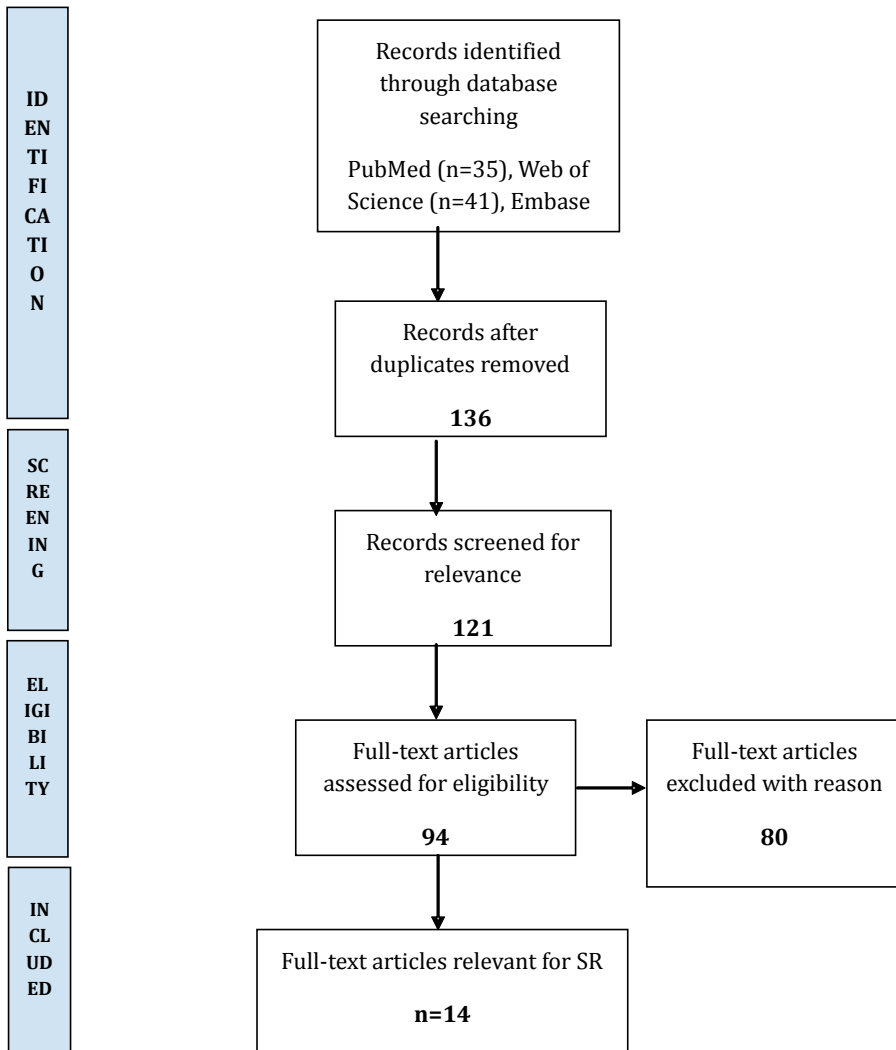 ID
EN
TI
FI
CA
TI
O
N
Records identified
through database
searching
PubMed (n=35), Web of
Science (n=41), Embase
Records after
duplicates removed
136
SC
RE
EN
IN
G
Records screened for
relevance
121
EL
IGI
BI
LI
TY
Full-text articles
assessed for eligibility
94
Full-text articles
excluded with reason
80
IN
CL
UD
ED
Full-text articles relevant for SR
n=14